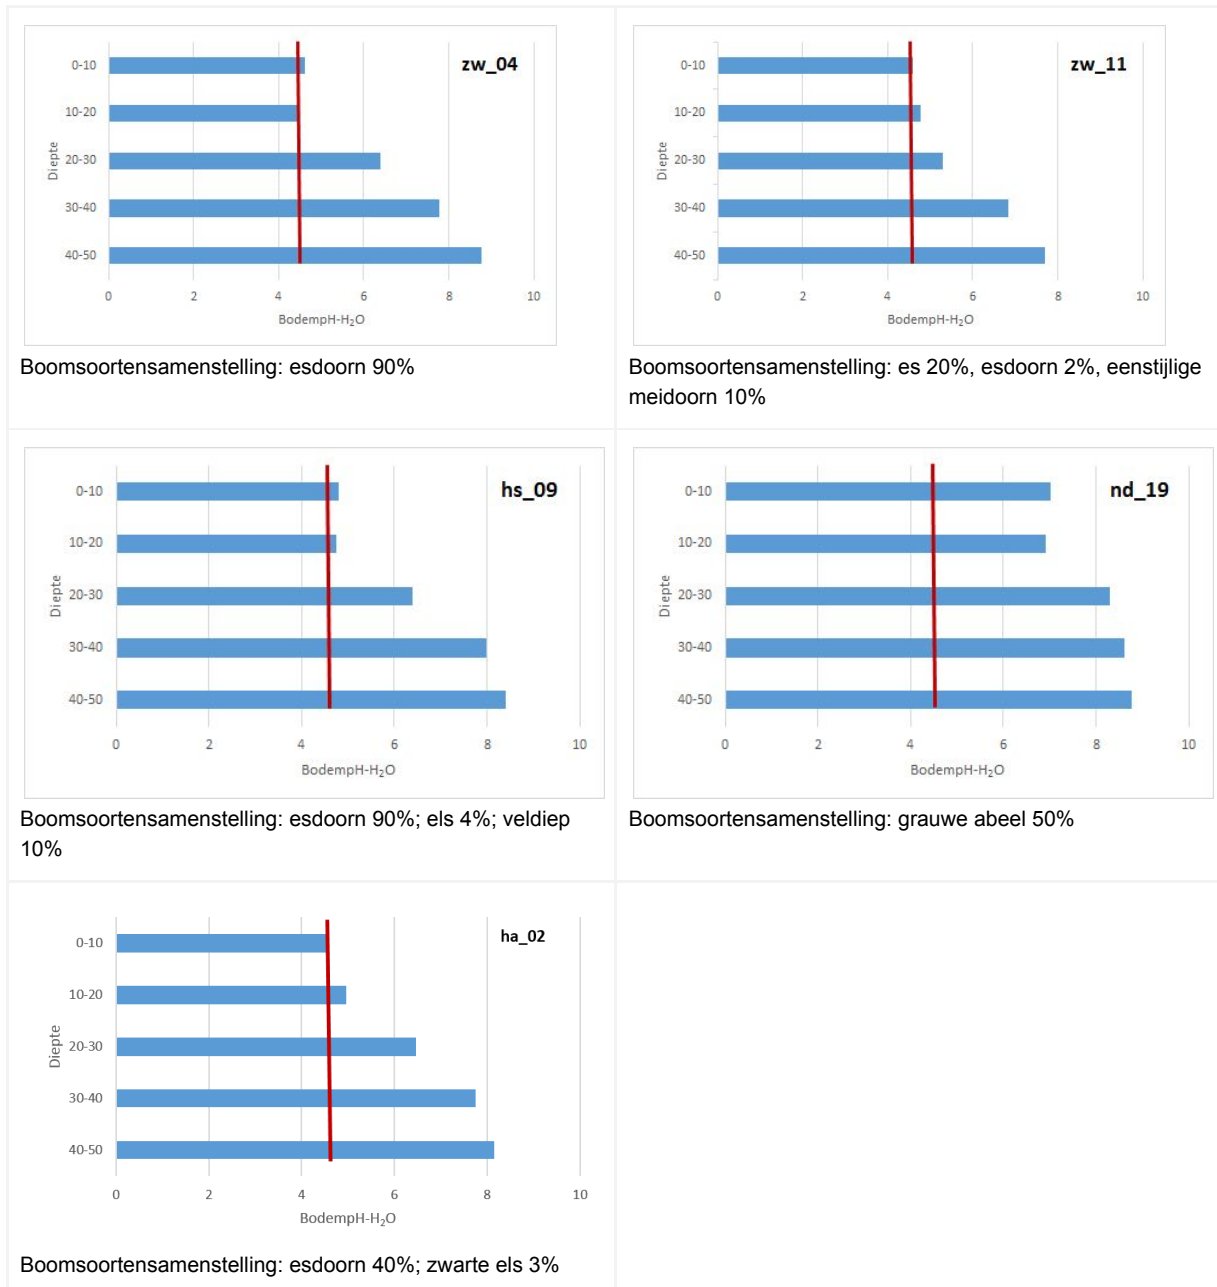 zw_04
Diepte
0-10
10-20
20-30
30-40
40-50
0 2 4 6 8 10
BodempH-H₂O
Boomsoortensamenstelling: esdoorn 90%
zw_11
Diepte
0-10
10-20
20-30
30-40
40-50
0 2 4 6 8 10
BodempH-H₂O
Boomsoortensamenstelling: es 20%, esdoorn 2%, eenstijlige
meidoorn 10%
hs_09
Diepte
0-10
10-20
20-30
30-40
40-50
0 2 4 6 8 10
BodempH-H₂O
Boomsoortensamenstelling: esdoorn 90%; els 4%; veldiep
10%
nd_19
Diepte
0-10
10-20
20-30
30-40
40-50
0 2 4 6 8 10
BodempH-H₂O
Boomsoortensamenstelling: grauwe abeel 50%
ha_02
Diepte
0-10
10-20
20-30
30-40
40-50
0 2 4 6 8 10
BodempH-H₂O
Boomsoortensamenstelling: esdoorn 40%; zwarte els 3%